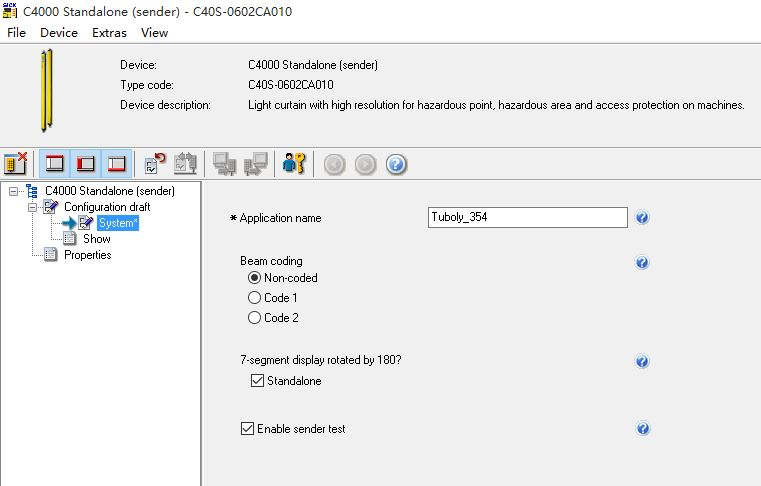 SICK
C4000 Standalone (sender) - C40S-0602CA010
File Device Extras View
Device: C4000 Standalone (sender)
Type code: C40S-0602CA010
Device description: Light curtain with high resolution for hazardous point, hazardous area and access protection on machines.
C4000 Standalone (sender)
Configuration draft
System*
Show
Properties
* Application name Tuboly_354
Beam coding
Non-coded
Code 1
Code 2
7-segment display rotated by 180?
Standalone
Enable sender test